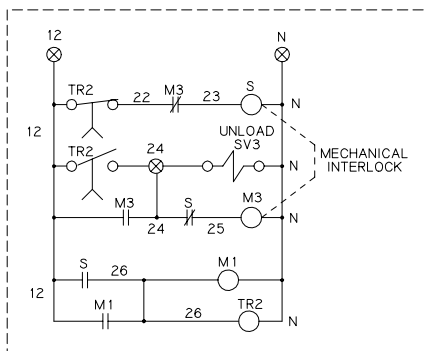 12 N
TR2 22 M3 23 S N
12 UNLOAD
TR2 24 SV3 N
MECHANICAL
INTERLOCK
M3 24 S 25 M3 N
S 26 M1
12
M1 26 TR2 N